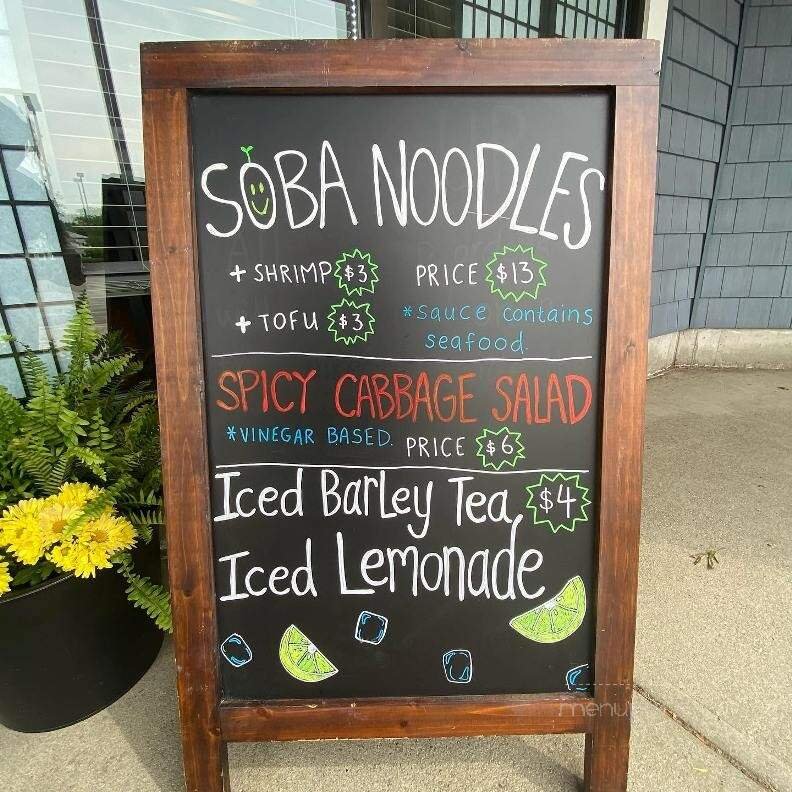 SOBA NOODLES
+ SHRIMP $3 PRICE $13
+ TOFU $3 *sauce contains
seafood.
SPICY CABBAGE SALAD
*VINEGAR BASED. PRICE $6
Iced Barley Tea, $4
Iced Lemonade